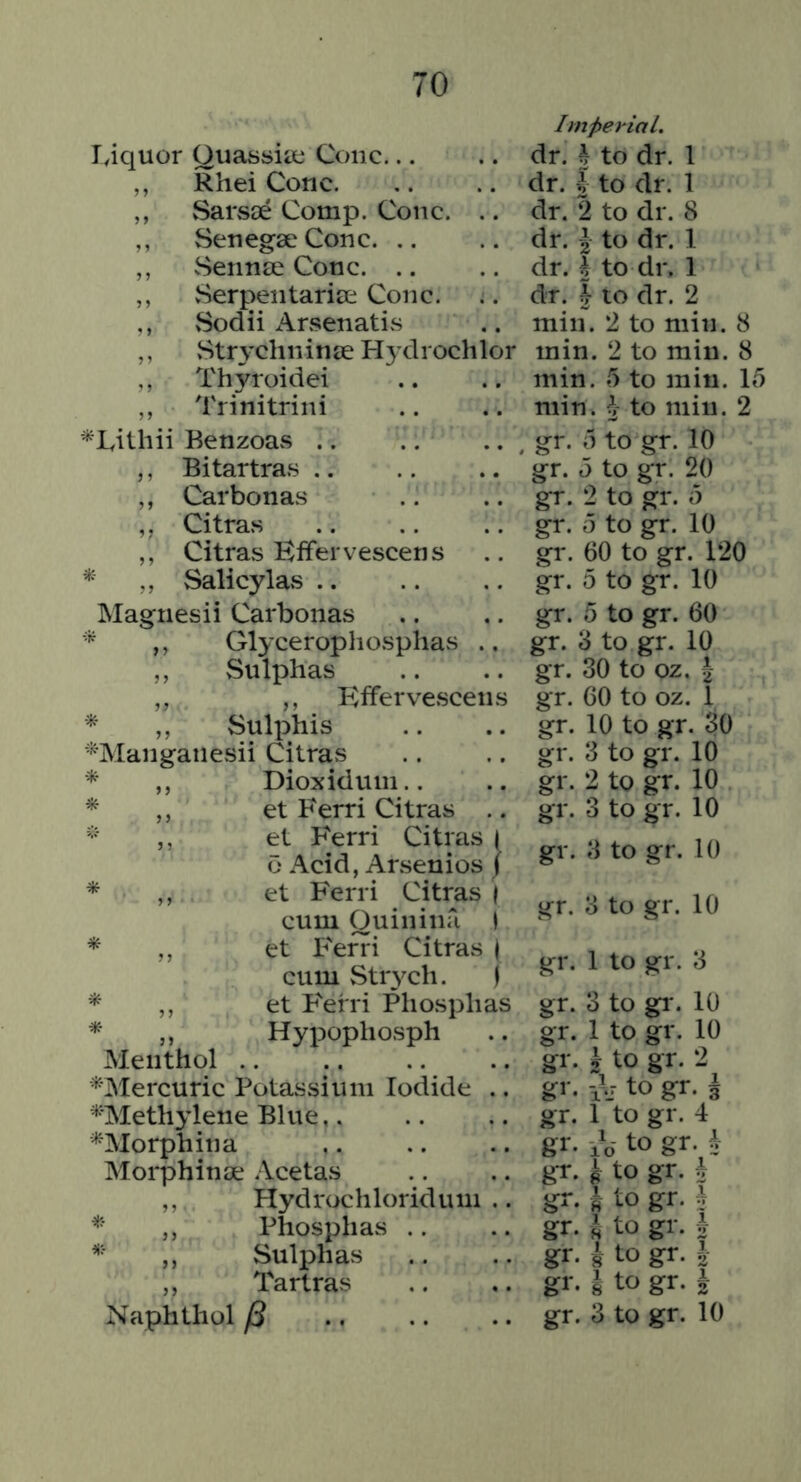 70
Imperial.
Liquor Quassiæ Conc... .. dr. ½ to dr. 1
,, Rhei Conc. .. .. dr. ½ to dr. 1
,, Sarsæ Comp. Conc. .. dr. 2 to dr. 8
,, Senegæ Conc. .. .. dr. ½ to dr. 1
,, Sennæ Conc. .. .. dr. ½ to dr. 1
,, Serpentariæ Conc. .. dr. ½ to dr. 2
,, Sodii Arsenatis .. min. 2 to min. 8
,, Strychninæ Hydrochlor min. 2 to min. 8
,, Thyroidei .. .. min. 5 to min. 15
,, Trinitrini .. .. min. ½ to min. 2
*Lithii Benzoas .. .. .. gr. 5 to gr. 10
,, Bitartras .. .. .. gr. 5 to gr. 20
,, Carbonas .. .. gr. 2 to gr. 5
,, Citras .. .. .. gr. 5 to gr. 10
,, Citras Effervescens .. gr. 60 to gr. 120
* ,, Salicylas .. .. .. gr. 5 to gr. 10
Magnesii Carbonas .. .. gr. 5 to gr. 60
* ,, Glycerophosphas .. gr. 3 to gr. 10
,, Sulphas .. .. gr. 30 to oz. ½
,, ,, Effervescens gr. 60 to oz. 1
* ,, Sulphis .. .. gr. 10 to gr. 30
*Manganesii Citras .. .. gr. 3 to gr. 10
* ,, Dioxidum.. .. gr. 2 to gr. 10
* ,, et Ferri Citras .. gr. 3 to gr. 10
* ,, et Ferri Citras
c̄ Acid, Arsenios } gr. 3 to gr. 10
* ,, et Ferri Citras
cum Quininâ } gr. 3 to gr. 10
* ,, et Ferri Citras
cum Strych. } gr. 1 to gr. 3
* ,, et Ferri Phosphas gr. 3 to gr. 10
* ,, Hypophosph .. gr. 1 to gr. 10
Menthol .. .. .. .. gr. ½ to gr. 2
*Mercuric Potassium Iodide .. gr. to gr. ⅓
*Methylene Blue.. .. .. gr. 1 to gr. 4
*Morphina .. .. .. gr. 1/10 to gr. ½
Morphinæ Acetas .. .. gr. ⅛ to gr. ½
,, Hydrochloridum .. gr. ⅛ to gr. ½
* ,, Phosphas .. .. gr. ⅛ to gr. ½
* ,, Sulphas .. .. gr. ⅛ to gr. ½
,, Tartras .. .. gr. ⅛ to gr. ½
Naphthol β .. .. .. gr. 3 to gr. 10